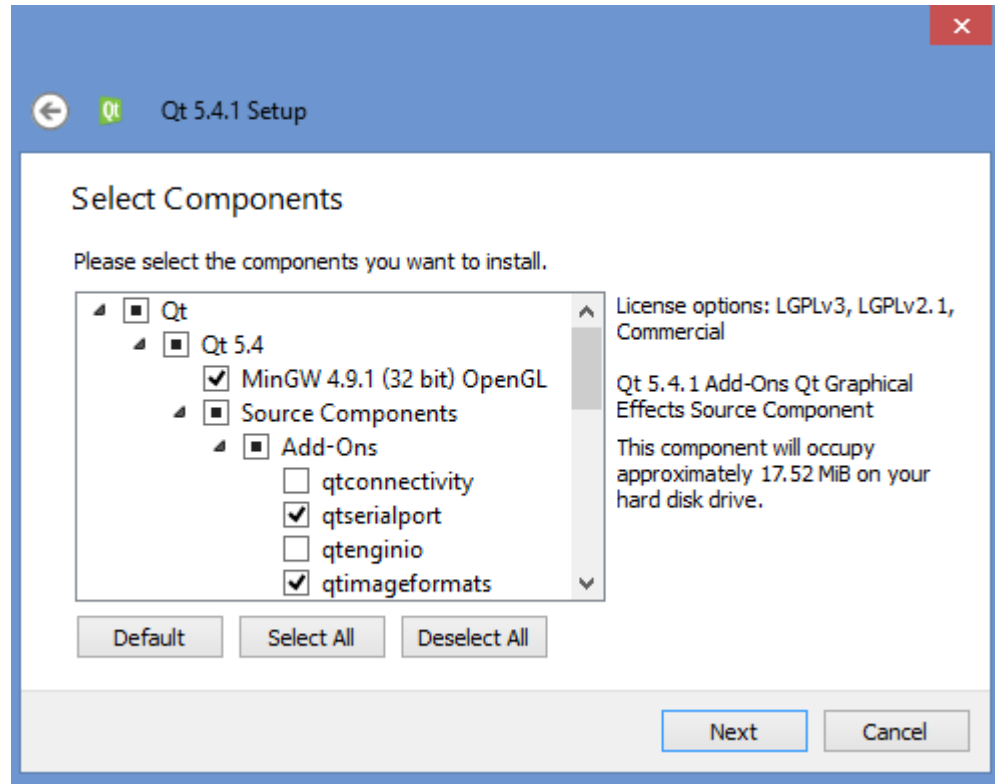 Qt Qt 5.4.1 Setup
Select Components
Please select the components you want to install.
Qt
Qt 5.4
MinGW 4.9.1 (32 bit) OpenGL
Source Components
Add-Ons
qtconnectivity
qtserialport
qtenginio
qtimageformats
License options: LGPLv3, LGPLv2.1,
Commercial
Qt 5.4.1 Add-Ons Qt Graphical
Effects Source Component
This component will occupy
approximately 17.52 MiB on your
hard disk drive.
Default Select All Deselect All
Next Cancel